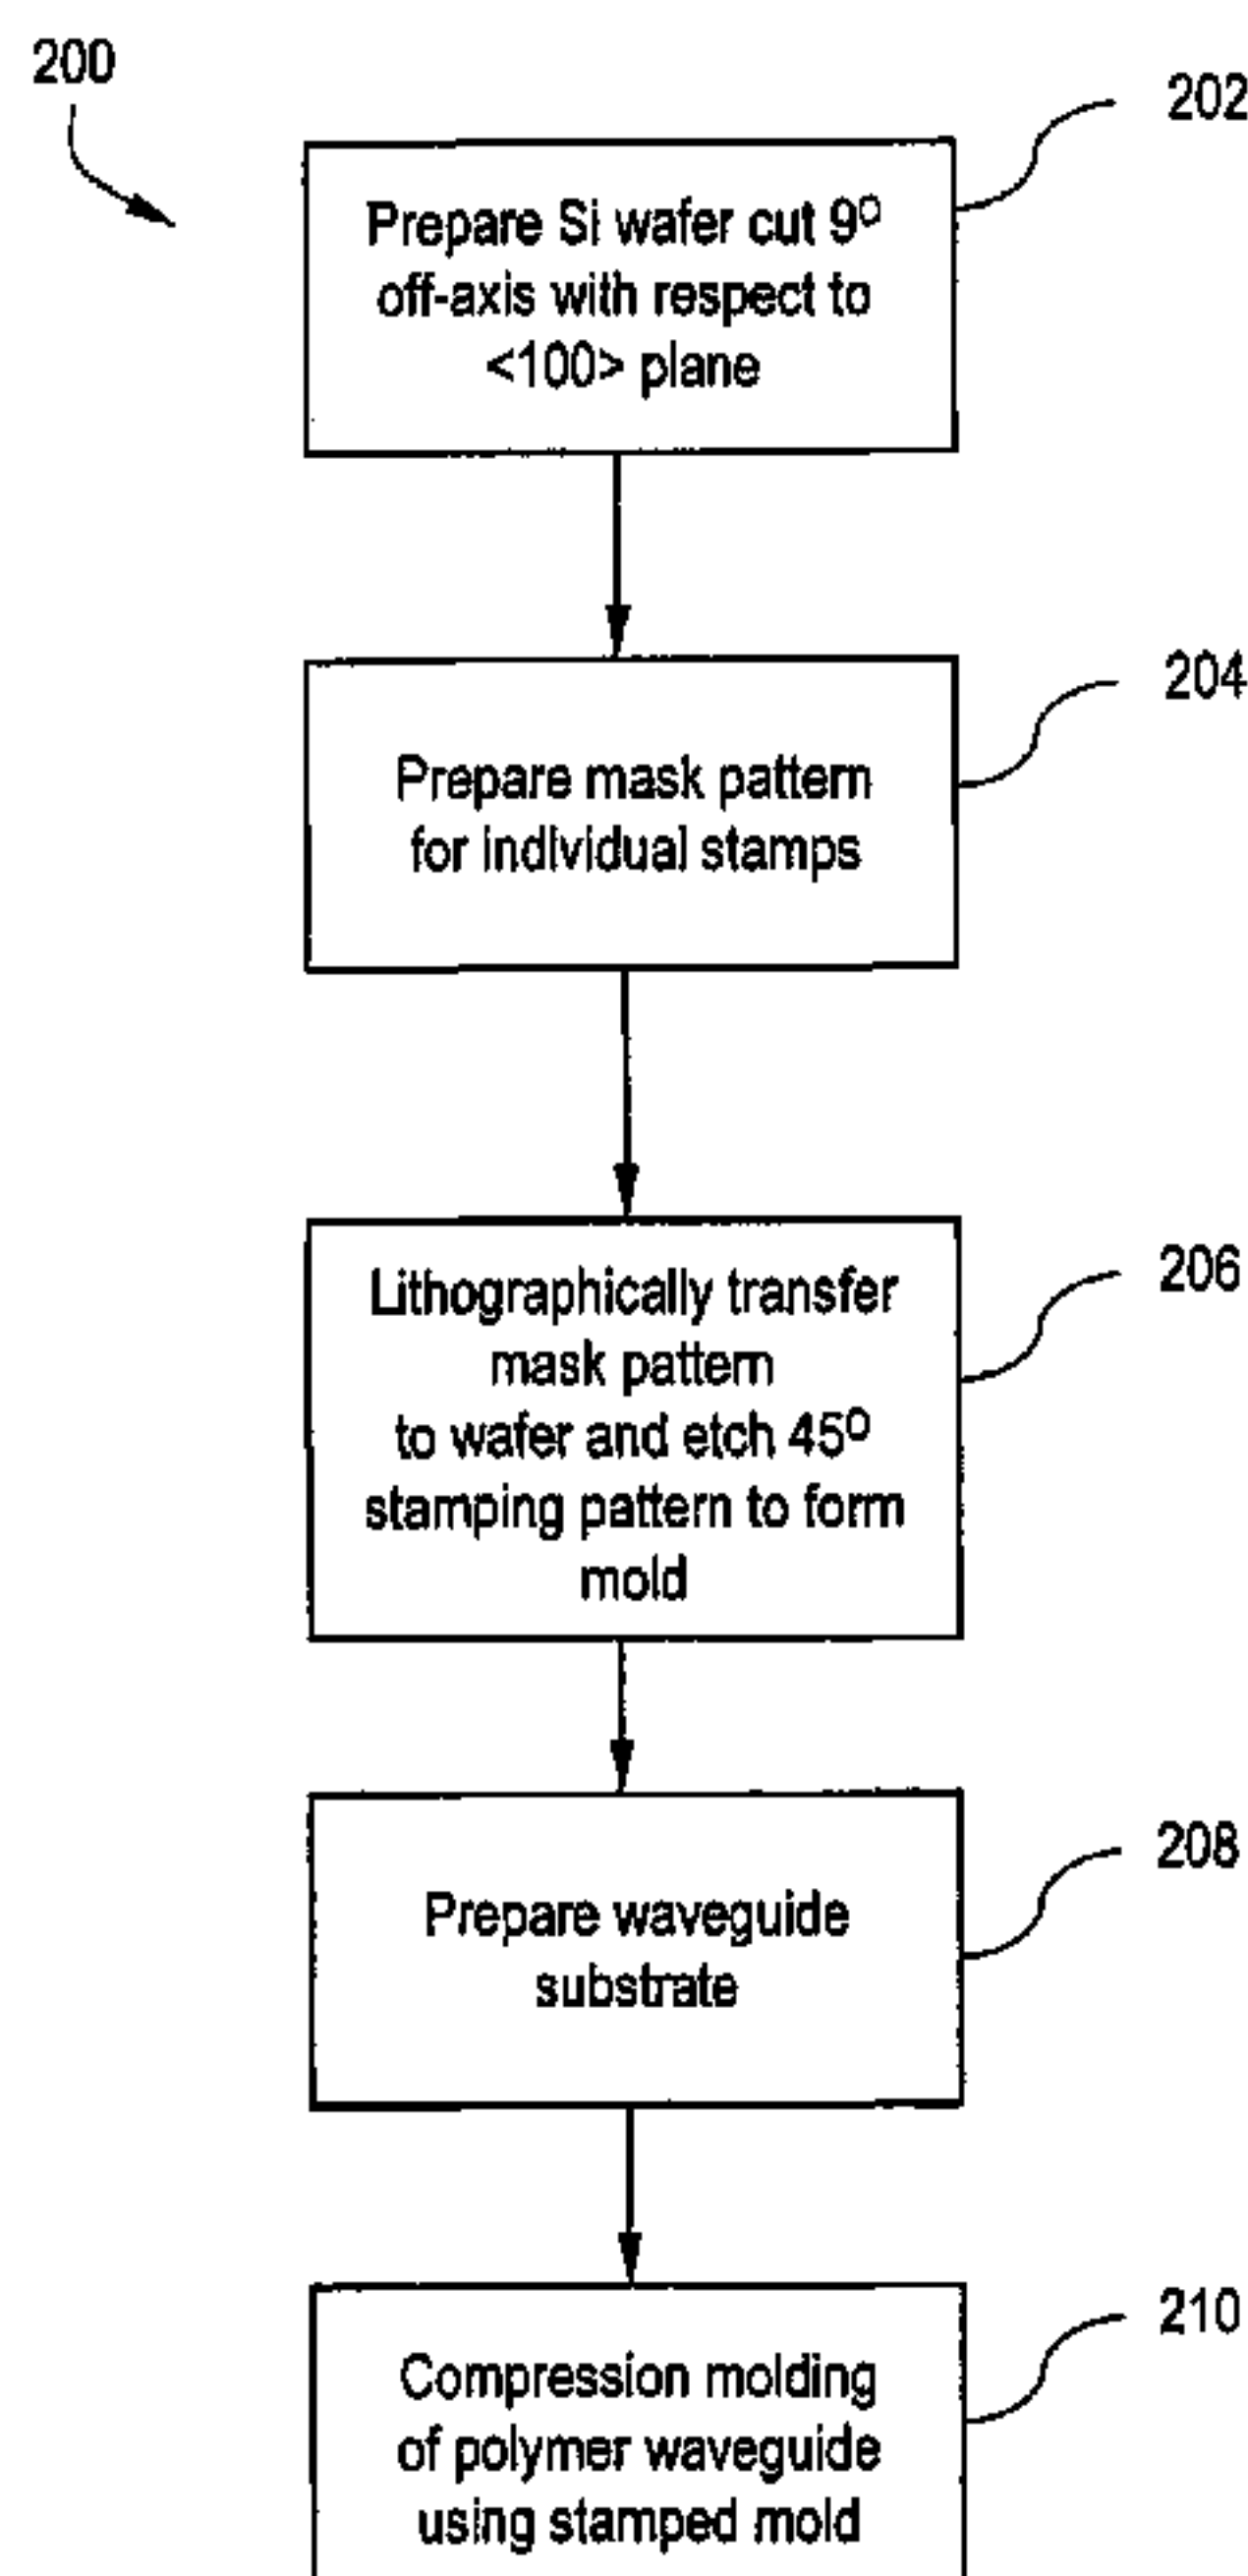 200
202
Prepare Si wafer cut 9º
off-axis with respect to
<100> plane
204
Prepare mask pattern
for individual stamps
206
Lithographically transfer
mask pattern
to wafer and etch 45º
stamping pattern to form
mold
208
Prepare waveguide
substrate
210
Compression molding
of polymer waveguide
using stamped mold